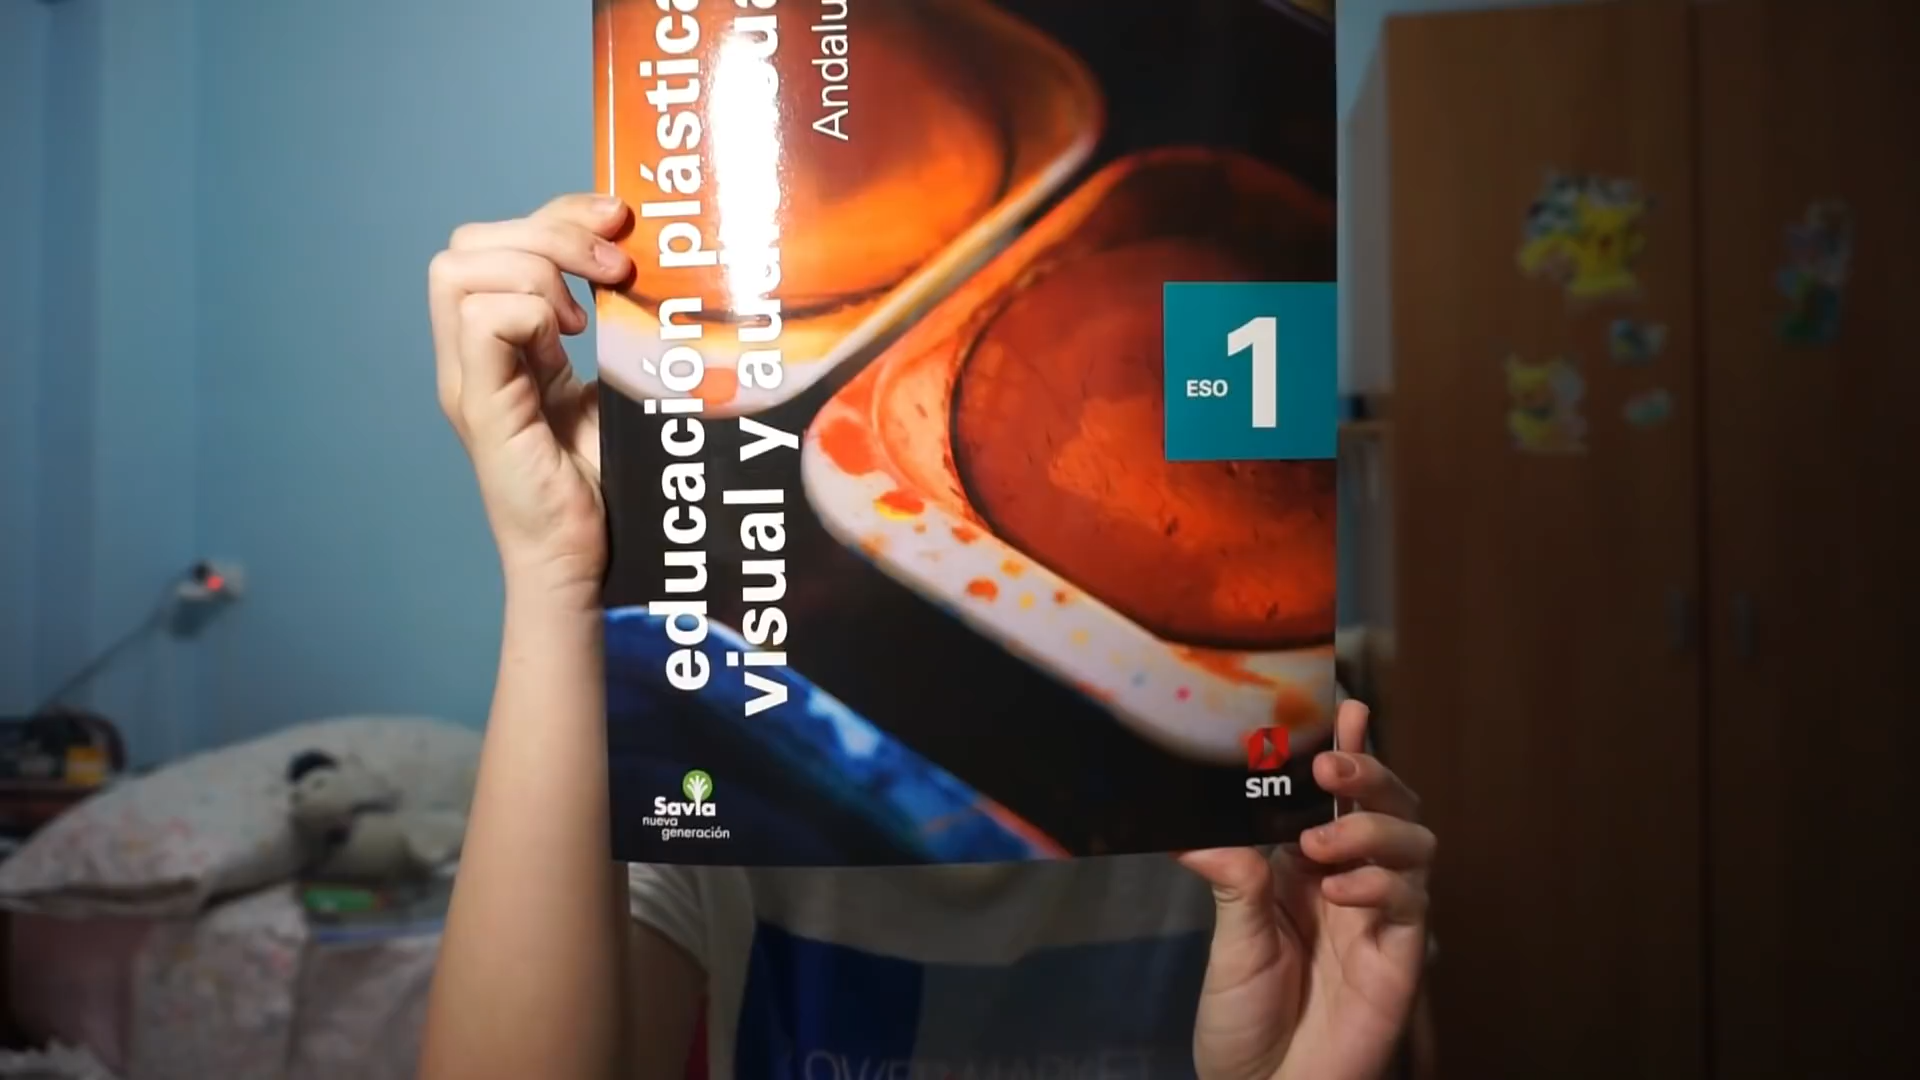 educación plástica
visual y
Andalu
ESO 1
Savia
nueva
generación
sm